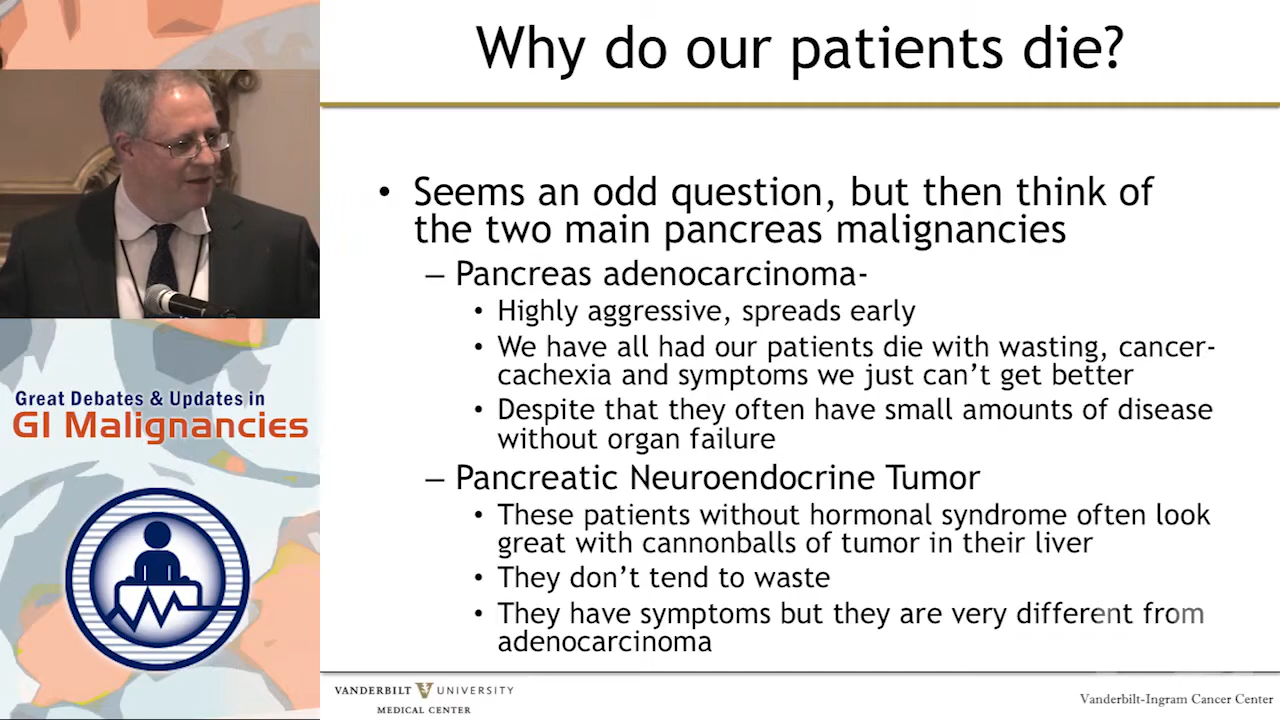 Why do our patients die?
• Seems an odd question, but then think of
the two main pancreas malignancies
– Pancreas adenocarcinoma-
• Highly aggressive, spreads early
• We have all had our patients die with wasting, cancer-
cachexia and symptoms we just can't get better
• Despite that they often have small amounts of disease
without organ failure
– Pancreatic Neuroendocrine Tumor
• These patients without hormonal syndrome often look
great with cannonballs of tumor in their liver
• They don't tend to waste
• They have symptoms but they are very different from
adenocarcinoma
Great Debates & Updates in
GI Malignancies
VANDERBILT UNIVERSITY
MEDICAL CENTER
Vanderbilt-Ingram Cancer Center